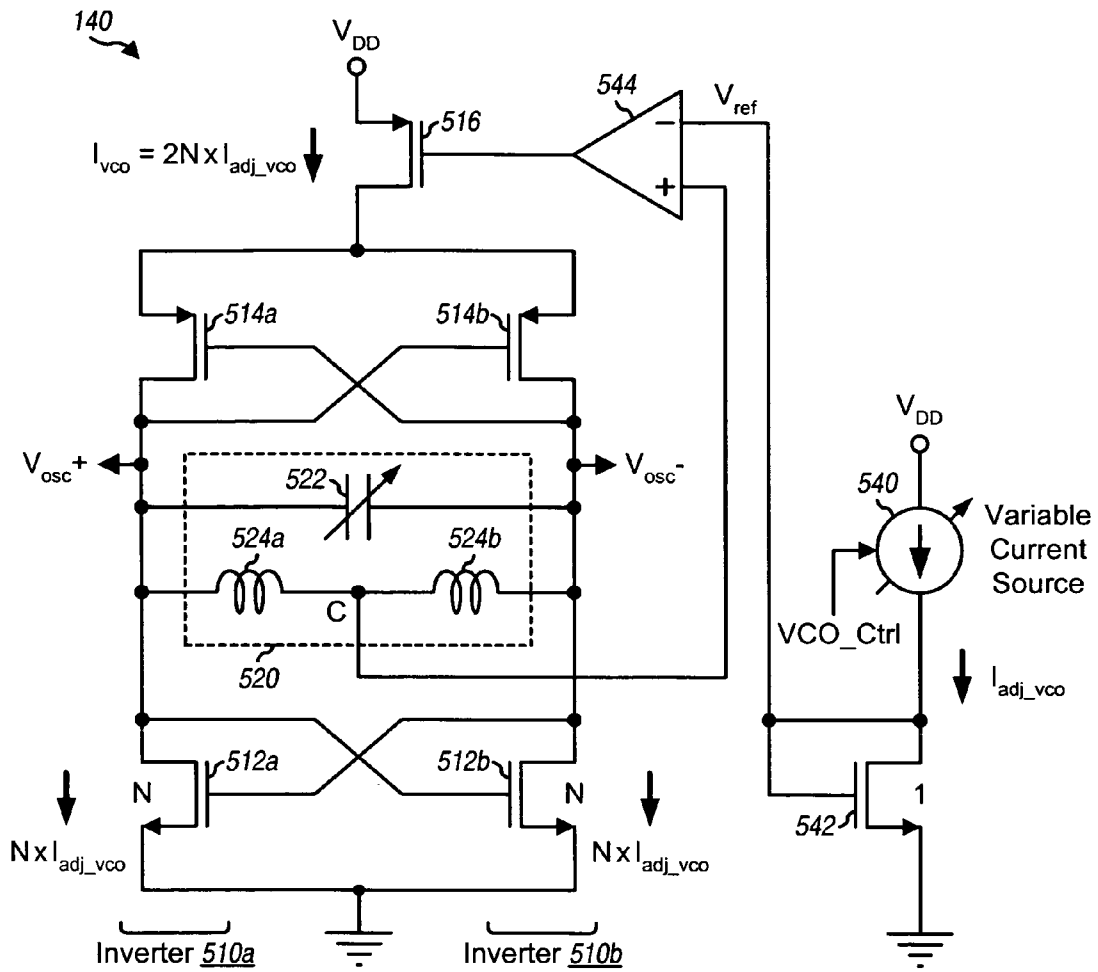 140
V_DD
544
V_ref
516
−
+
I_vco = 2N x I_adj_vco
514a
514b
V_DD
V_osc+
V_osc-
522
540
Variable
Current
Source
524a
524b
C
VCO_Ctrl
520
I_adj_vco
512a
512b
N
N
1
542
N x I_adj_vco
N x I_adj_vco
Inverter 510a
Inverter 510b